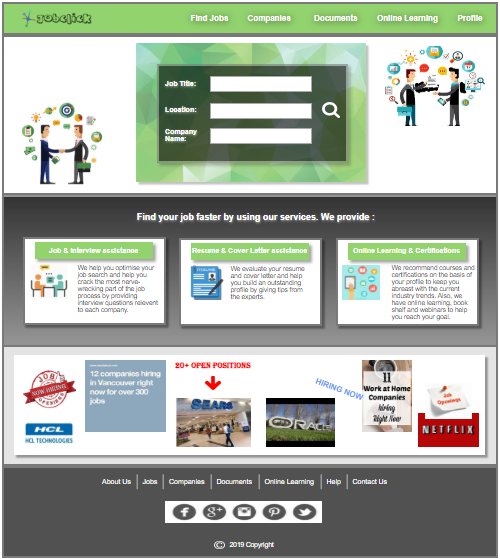 jobclick
Find Jobs
Companies
Documents
Online Learning
Profile
Job Title:
Location:
Company
Name:
Find your job faster by using our services. We provide :
Job & Interview assistance
We help you optimise your
job search and help you
crack the most nerve-
wrecking part of the job
process by providing
interview questions relevent
to each company.
Resume & Cover Letter assistance
RESUME
We evaluate your resume
and cover letter and help
you build an outstanding
profile by giving tips from
the experts.
Online Learning & Certifications
We recommend courses and
certifications on the basis of
your profile to keep you
abreast with the current
industry trends. Also, we
have online learning, book
shelf and webinars to help
you reach your goal.
JOB
NOW HIRING
OPENINGS
HCL
HCL TECHNOLOGIES
12 companies hiring
in Vancouver right
now for over 300
jobs
20+ OPEN POSITIONS
SEARS
ORACL
HIRING NOW
11
Work at Home
Companies
hiring
Right Now
Job
Openings
NETFLIX
About Us
Jobs
Companies
Documents
Online Learning
Help
Contact Us
f
g+
© 2019 Copyright